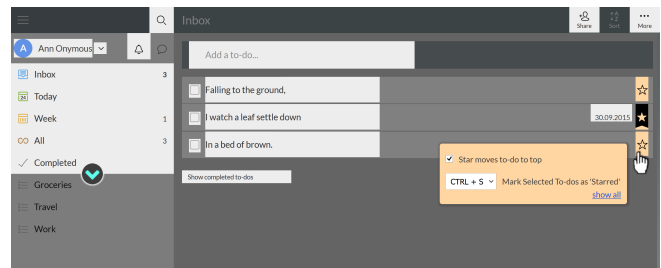 Inbox
Share
Sort
More
A
Ann Onymous
Add a to-do...
Inbox 3
24 Today
Week 1
All 3
Completed
Groceries
Travel
Work
Falling to the ground,
I watch a leaf settle down
30.09.2015
In a bed of brown.
Show completed to-dos
Star moves to-do to top
CTRL + S Mark Selected To-dos as 'Starred'
show all